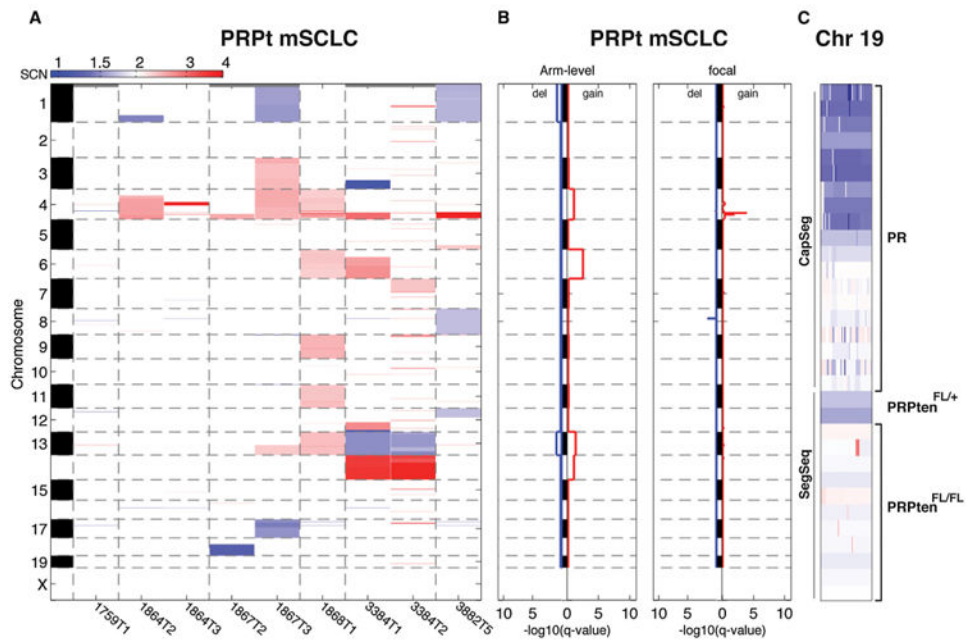 A
B
C
PRPt mSCLC
PRPt mSCLC
Chr 19
SCN
1 1.5 2 3 4
Arm-level
focal
del gain
del gain
Chromosome
1
2
3
4
5
6
7
8
9
10
11
12
13
15
17
19
X
1759T1 1864T2 1864T3 1867T2 1867T3 1868T1 3384T1 3384T2 3882T5
10 5 0 5 10
-log10(q-value)
10 5 0 5 10
-log10(q-value)
CapSeg
SegSeq
PR
PRPten FL/+
PRPten FL/FL